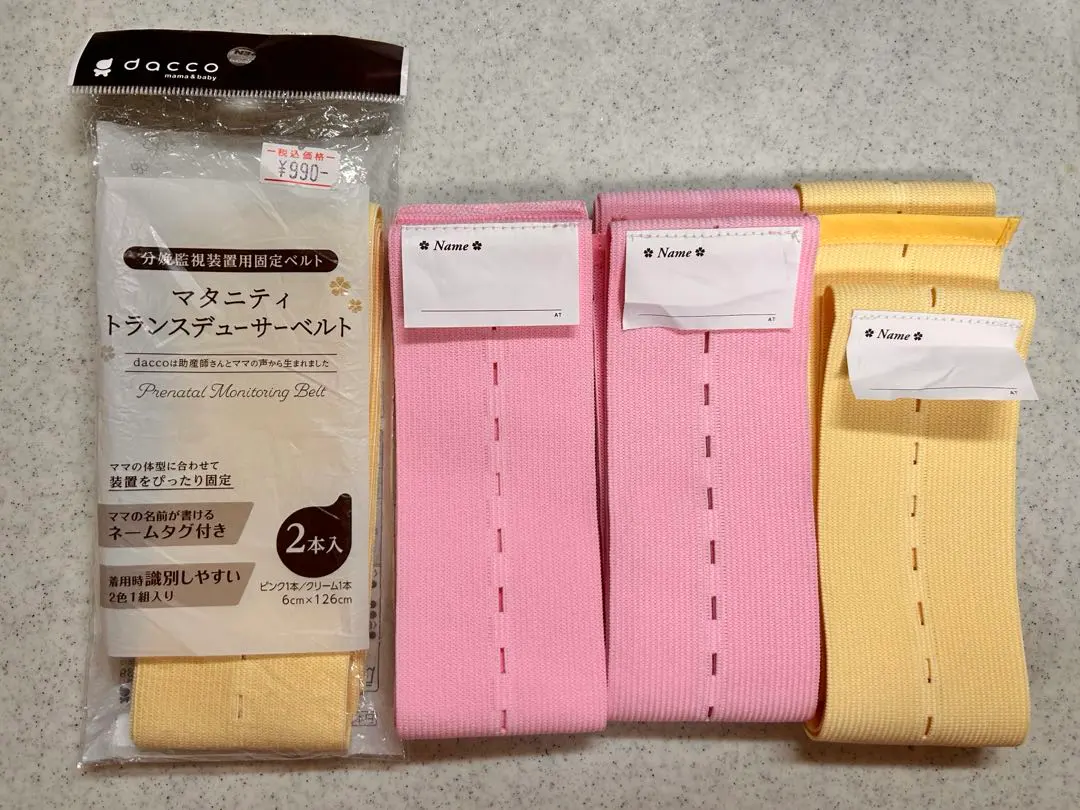 dacco
mama & baby
税込価格
¥990-
分娩監視装置用固定ベルト
マタニティ
トランスデューサーベルト
daccoは助産師さんとママの声から生まれました
Prenatal Monitoring Belt
ママの体型に合わせて
装置をぴったり固定
ママの名前が書ける
ネームタグ付き
2本入
着用時識別しやすい
2色1組入り
ピンク1本/クリーム1本
6cm×126cm
Name
AT
Name
AT
Name
AT